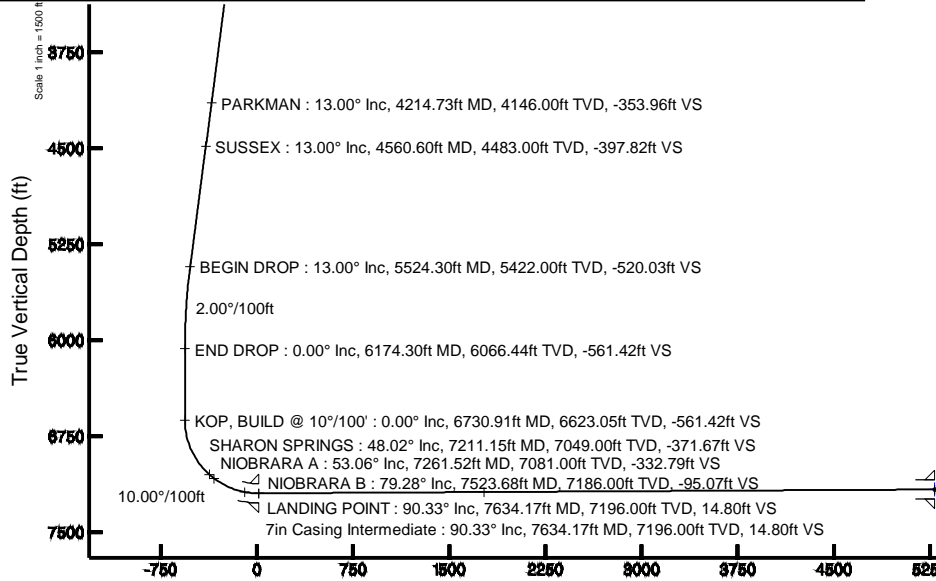 Scale 1 inch = 1500 ft
True Vertical Depth (ft)
3750
PARKMAN : 13.00° Inc, 4214.73ft MD, 4146.00ft TVD, -353.96ft VS
4500
SUSSEX : 13.00° Inc, 4560.60ft MD, 4483.00ft TVD, -397.82ft VS
5250
BEGIN DROP : 13.00° Inc, 5524.30ft MD, 5422.00ft TVD, -520.03ft VS
2.00°/100ft
6000
END DROP : 0.00° Inc, 6174.30ft MD, 6066.44ft TVD, -561.42ft VS
KOP, BUILD @ 10°/100' : 0.00° Inc, 6730.91ft MD, 6623.05ft TVD, -561.42ft VS
6750
SHARON SPRINGS : 48.02° Inc, 7211.15ft MD, 7049.00ft TVD, -371.67ft VS
NIOBRARA A : 53.06° Inc, 7261.52ft MD, 7081.00ft TVD, -332.79ft VS
NIOBRARA B : 79.28° Inc, 7523.68ft MD, 7186.00ft TVD, -95.07ft VS
10.00°/100ft
LANDING POINT : 90.33° Inc, 7634.17ft MD, 7196.00ft TVD, 14.80ft VS
7in Casing Intermediate : 90.33° Inc, 7634.17ft MD, 7196.00ft TVD, 14.80ft VS
7500
-750 0 750 1500 2250 3000 3750 4500 525